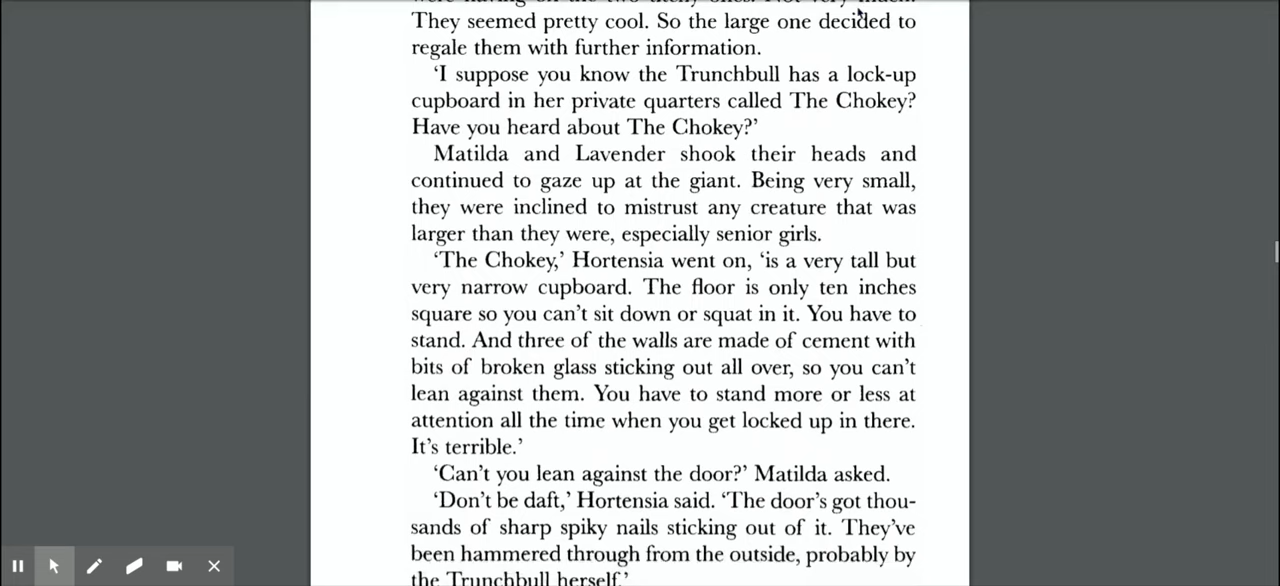 They seemed pretty cool. So the large one decided to
regale them with further information.
‘I suppose you know the Trunchbull has a lock-up
cupboard in her private quarters called The Chokey?
Have you heard about The Chokey?’
Matilda and Lavender shook their heads and
continued to gaze up at the giant. Being very small,
they were inclined to mistrust any creature that was
larger than they were, especially senior girls.
‘The Chokey,’ Hortensia went on, ‘is a very tall but
very narrow cupboard. The floor is only ten inches
square so you can’t sit down or squat in it. You have to
stand. And three of the walls are made of cement with
bits of broken glass sticking out all over, so you can’t
lean against them. You have to stand more or less at
attention all the time when you get locked up in there.
It’s terrible.’
‘Can’t you lean against the door?’ Matilda asked.
‘Don’t be daft,’ Hortensia said. ‘The door’s got thou-
sands of sharp spiky nails sticking out of it. They’ve
been hammered through from the outside, probably by
the Trunchbull herself.’